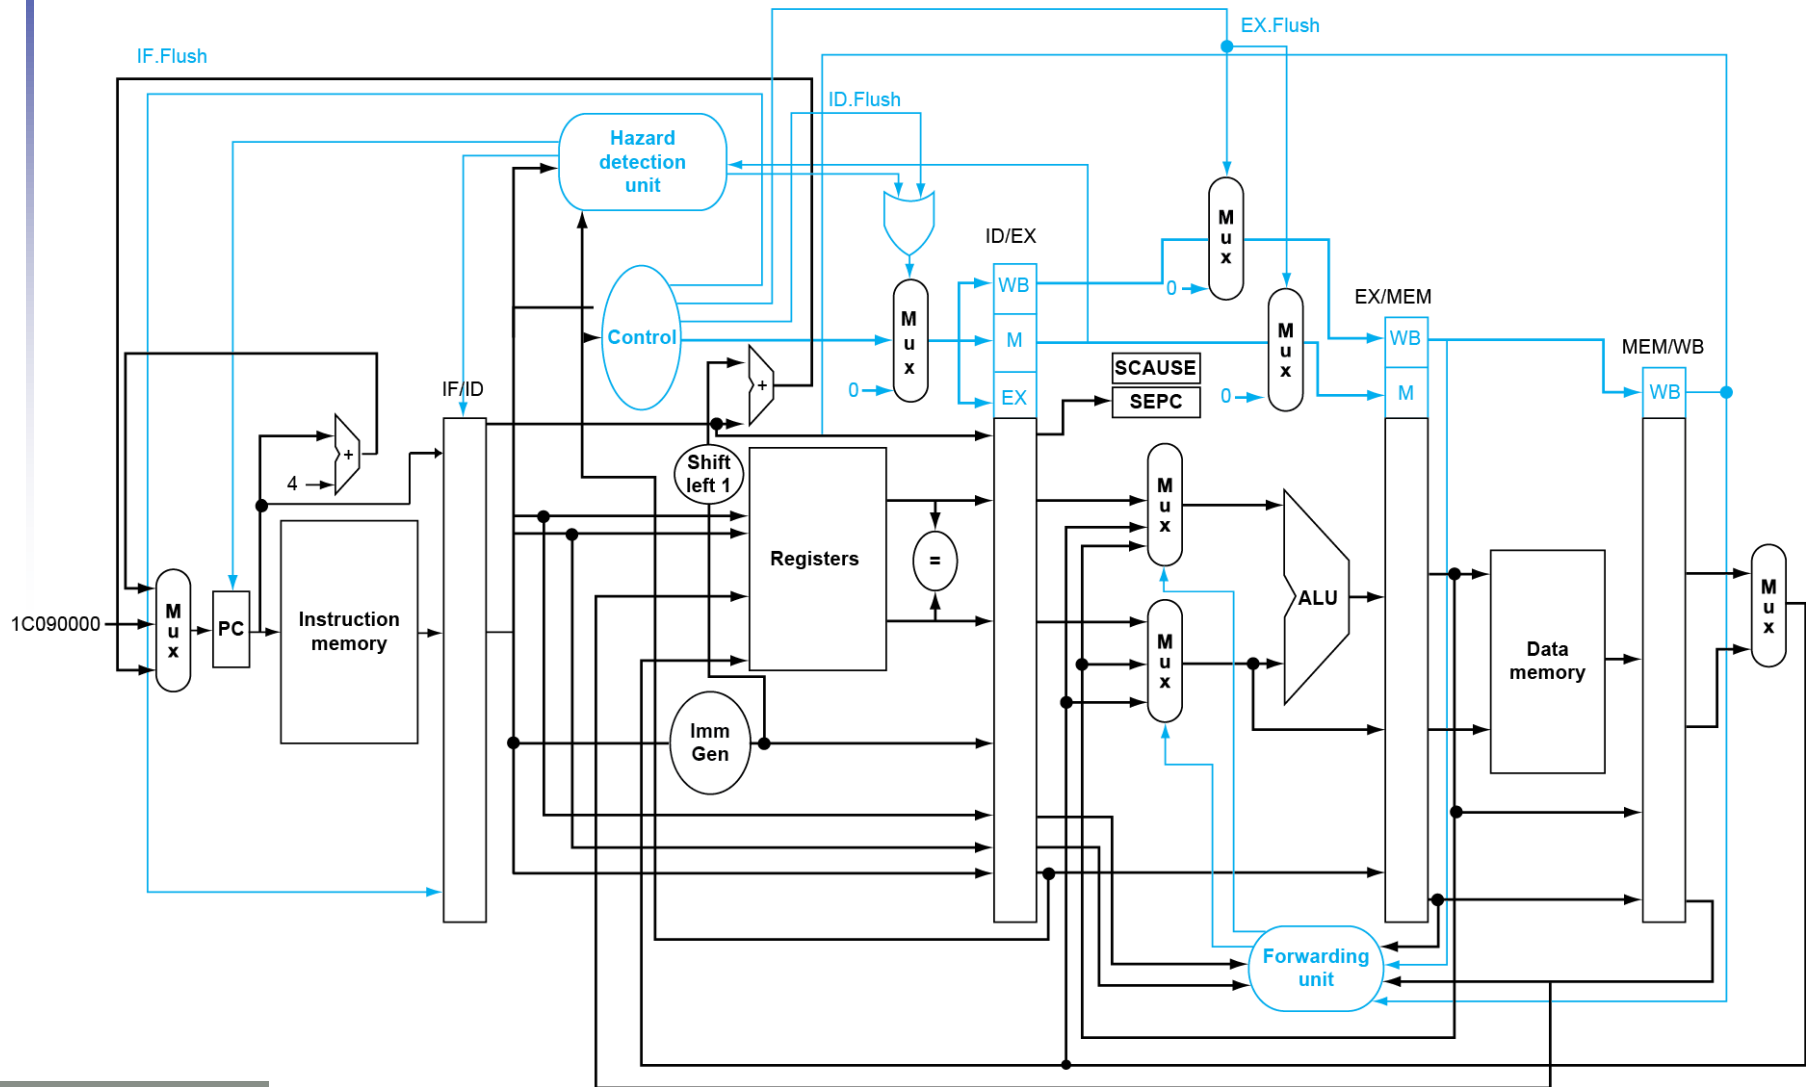 EX.Flush
IF.Flush
ID.Flush
Hazard
detection
unit
M
u
x
ID/EX
WB
0
M
u
x
EX/MEM
Control
M
u
x
M
WB
MEM/WB
SCAUSE
IF/ID
+
0
EX
SEPC
0
M
WB
4
+
Shift
left 1
M
u
x
Registers
=
M
u
x
1C090000
PC
Instruction
memory
ALU
M
u
x
Data
memory
M
u
x
Imm
Gen
Forwarding
unit